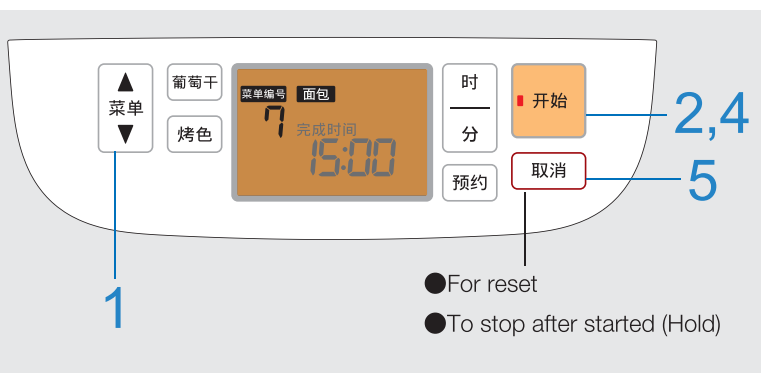 ▲
菜单
▼
葡萄干
烤色
菜单编号 面包
7
完成时间
15:00
时
分
预约
开始
取消
2,4
5
1
●For reset
●To stop after started (Hold)